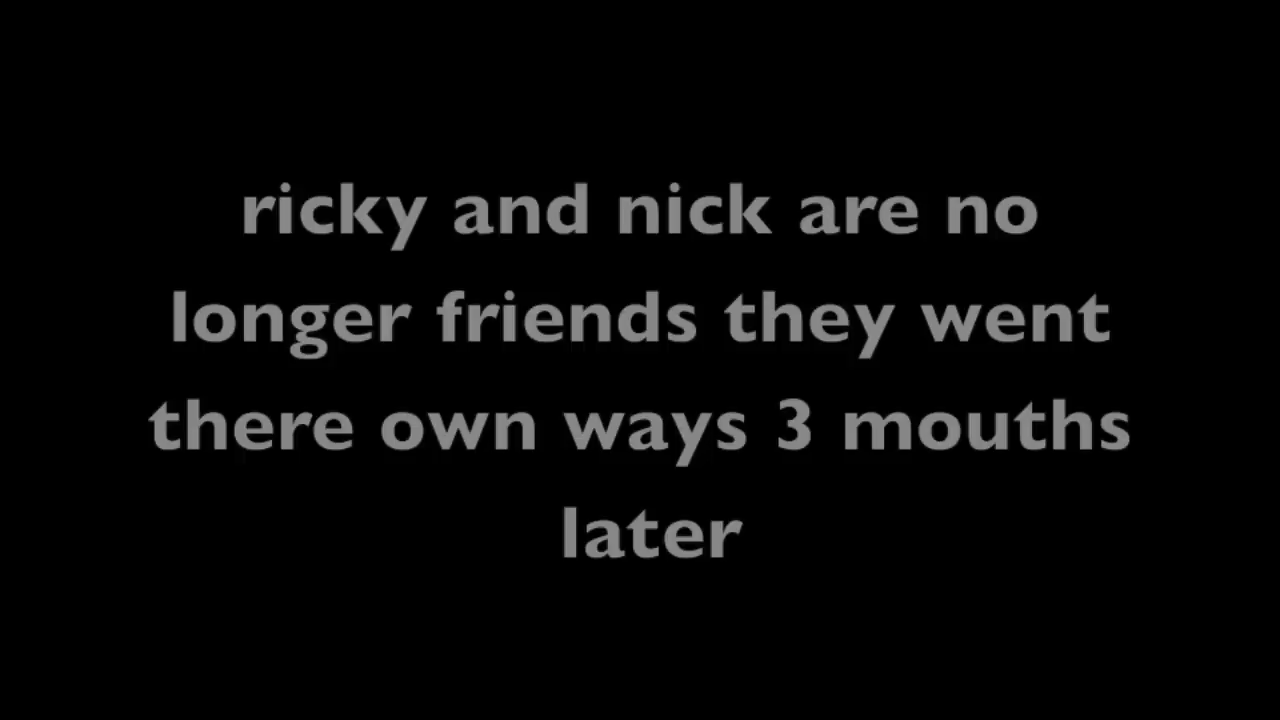 ricky and nick are no
longer friends they went
there own ways 3 mouths
later